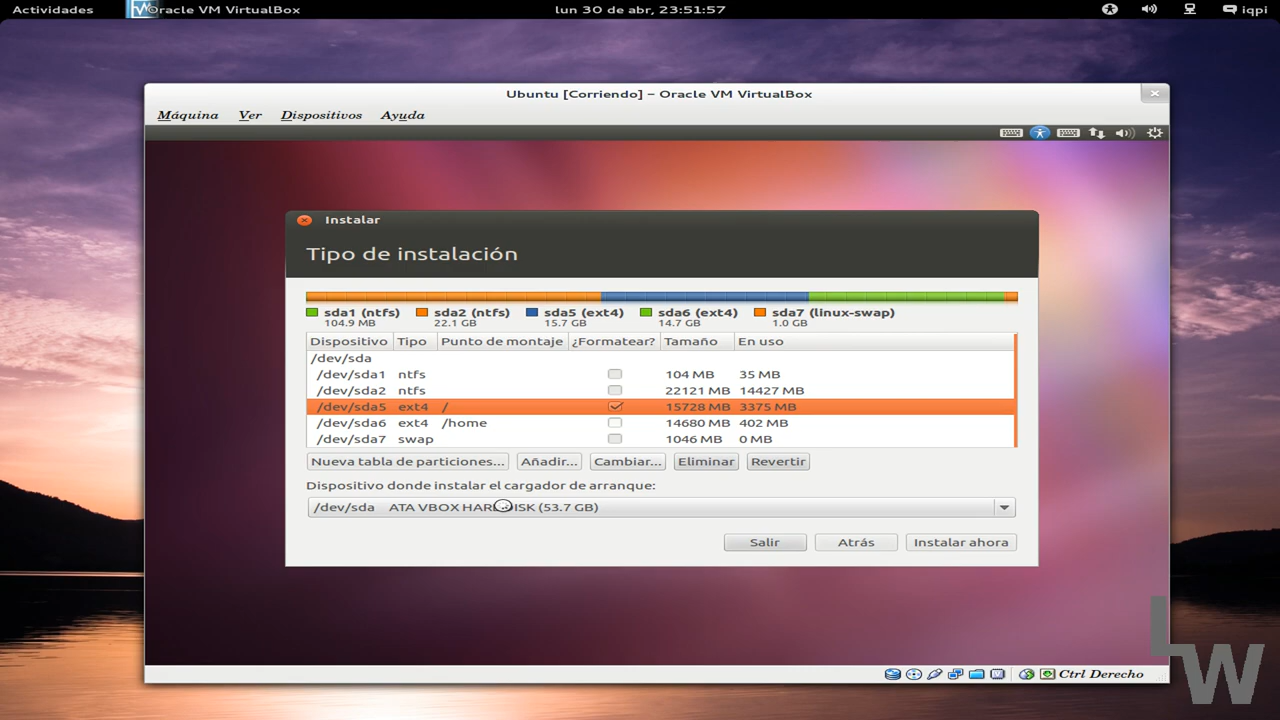 Actividades Oracle VM VirtualBox lun 30 de abr, 23:51:57 iqpi
Ubuntu [Corriendo] – Oracle VM VirtualBox
Máquina Ver Dispositivos Ayuda
Instalar
Tipo de instalación
sda1 (ntfs) sda2 (ntfs) sda5 (ext4) sda6 (ext4) sda7 (linux-swap)
104.9 MB 22.1 GB 15.7 GB 14.7 GB 1.0 GB
Dispositivo Tipo Punto de montaje ¿Formatear? Tamaño En uso
/dev/sda
/dev/sda1 ntfs 104 MB 35 MB
/dev/sda2 ntfs 22121 MB 14427 MB
/dev/sda5 ext4 / 15728 MB 3375 MB
/dev/sda6 ext4 /home 14680 MB 402 MB
/dev/sda7 swap 1046 MB 0 MB
Nueva tabla de particiones... Añadir... Cambiar... Eliminar Revertir
Dispositivo donde instalar el cargador de arranque:
/dev/sda ATA VBOX HARDDISK (53.7 GB)
Salir Atrás Instalar ahora
Ctrl Derecho
LW